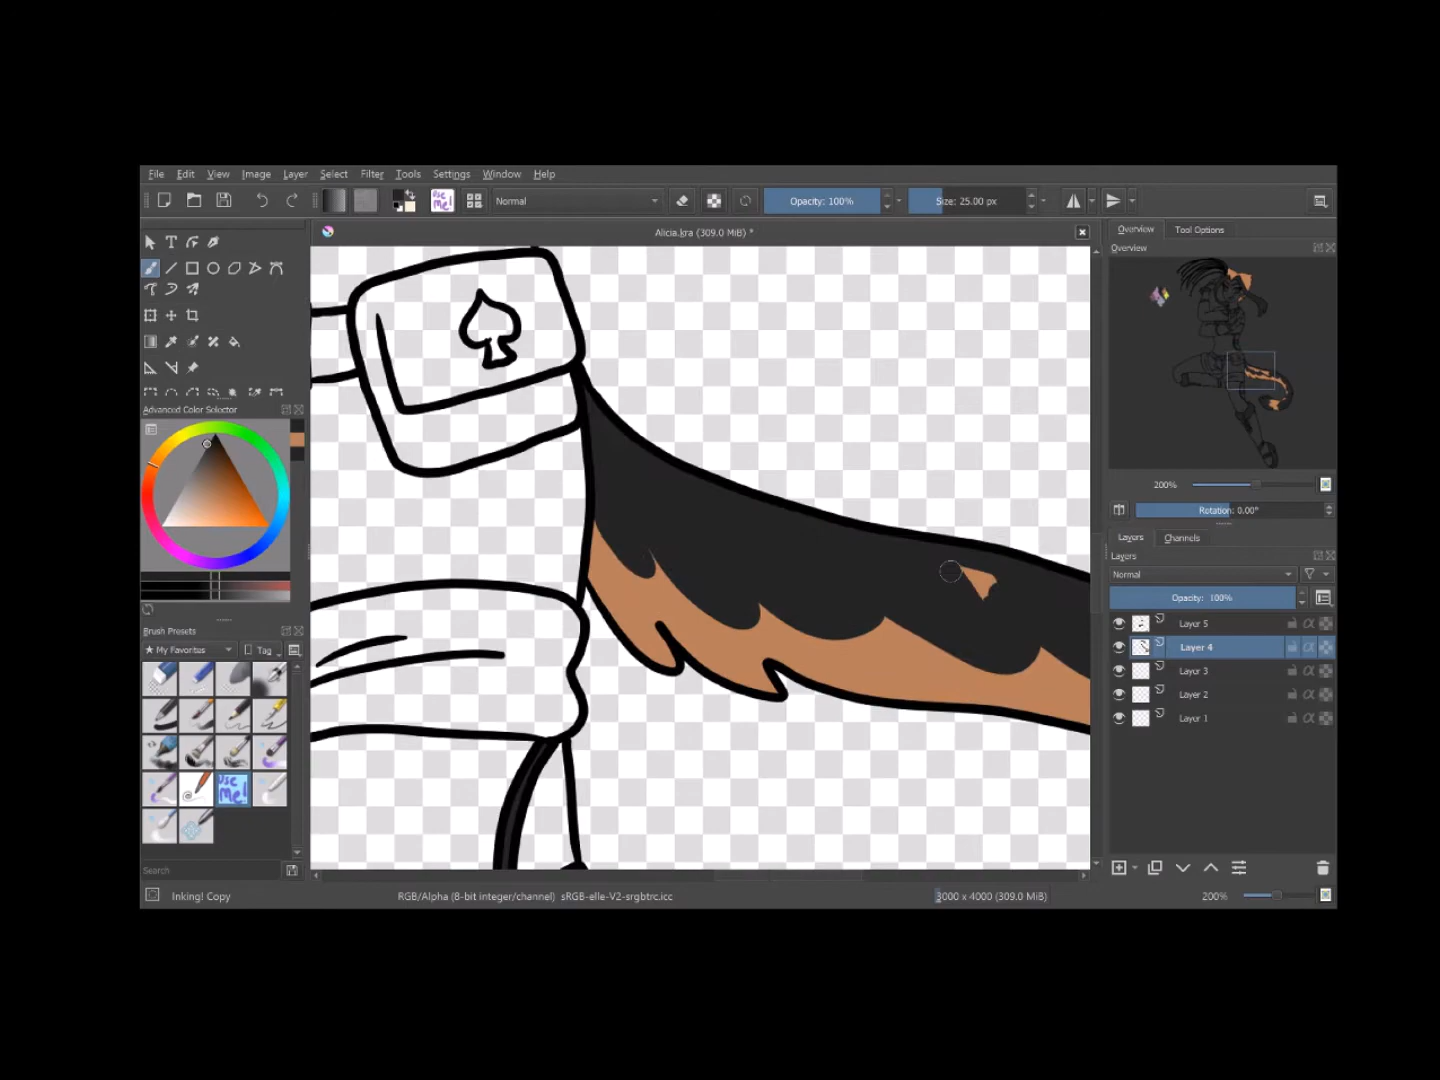 File Edit View Image Layer Select Filter Tools Settings Window Help
use me!
Normal
Opacity: 100%
Size: 25.00 px
Alicia.kra (309.0 MiB) *
Overview
Tool Options
Overview
Advanced Color Selector
200%
Rotation: 0.00°
Layers
Channels
Layers
Normal
Opacity: 100%
Layer 5
Layer 4
Layer 3
Layer 2
Layer 1
Brush Presets
★ My Favorites
Tag
use me!
Search
Inking! Copy
RGB/Alpha (8-bit integer/channel) sRGB-elle-V2-srgbtrc.icc
3000 x 4000 (309.0 MiB)
200%